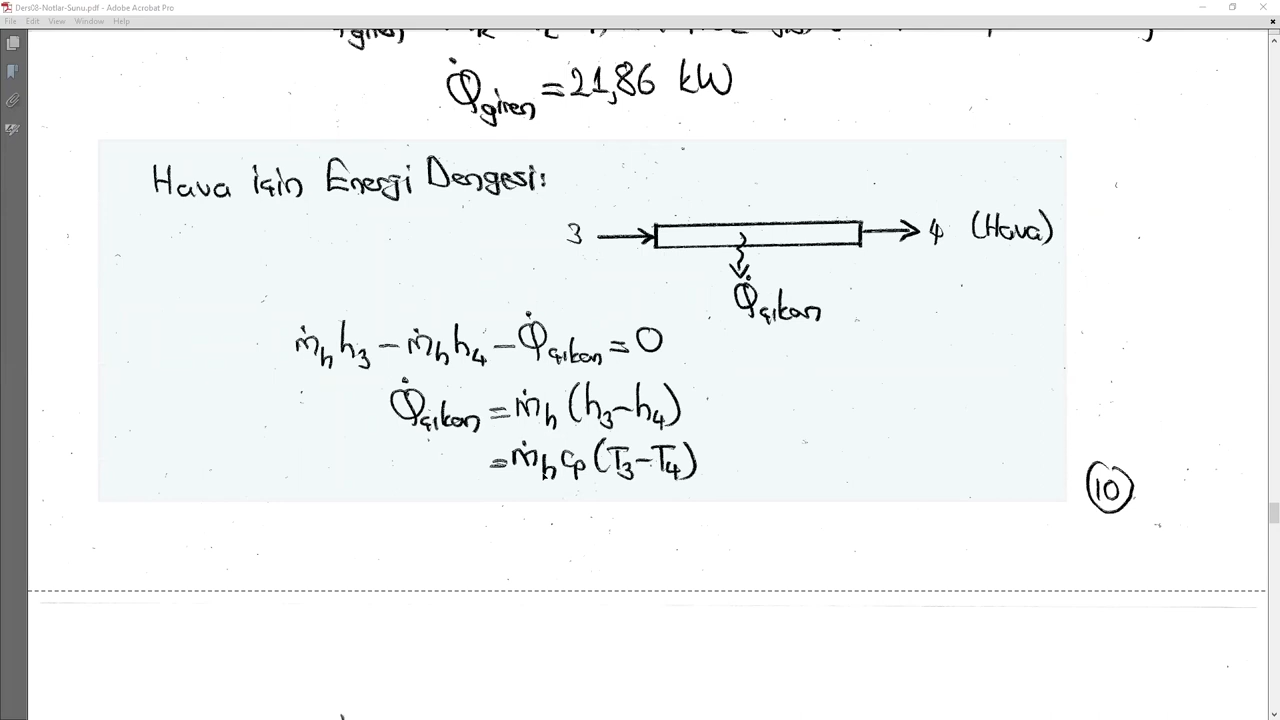 Ders08-Notlar-Sunu.pdf - Adobe Acrobat Pro
File Edit View Window Help
Q̇giren = 21,86 kW
Hava için Energi Dengesi:
3 4 (Hava)
Q̇çıkan
ṁh h3 − ṁh h4 − Q̇çıkan = 0
Q̇çıkan = ṁh (h3−h4)
= ṁh cp (T3−T4)
10